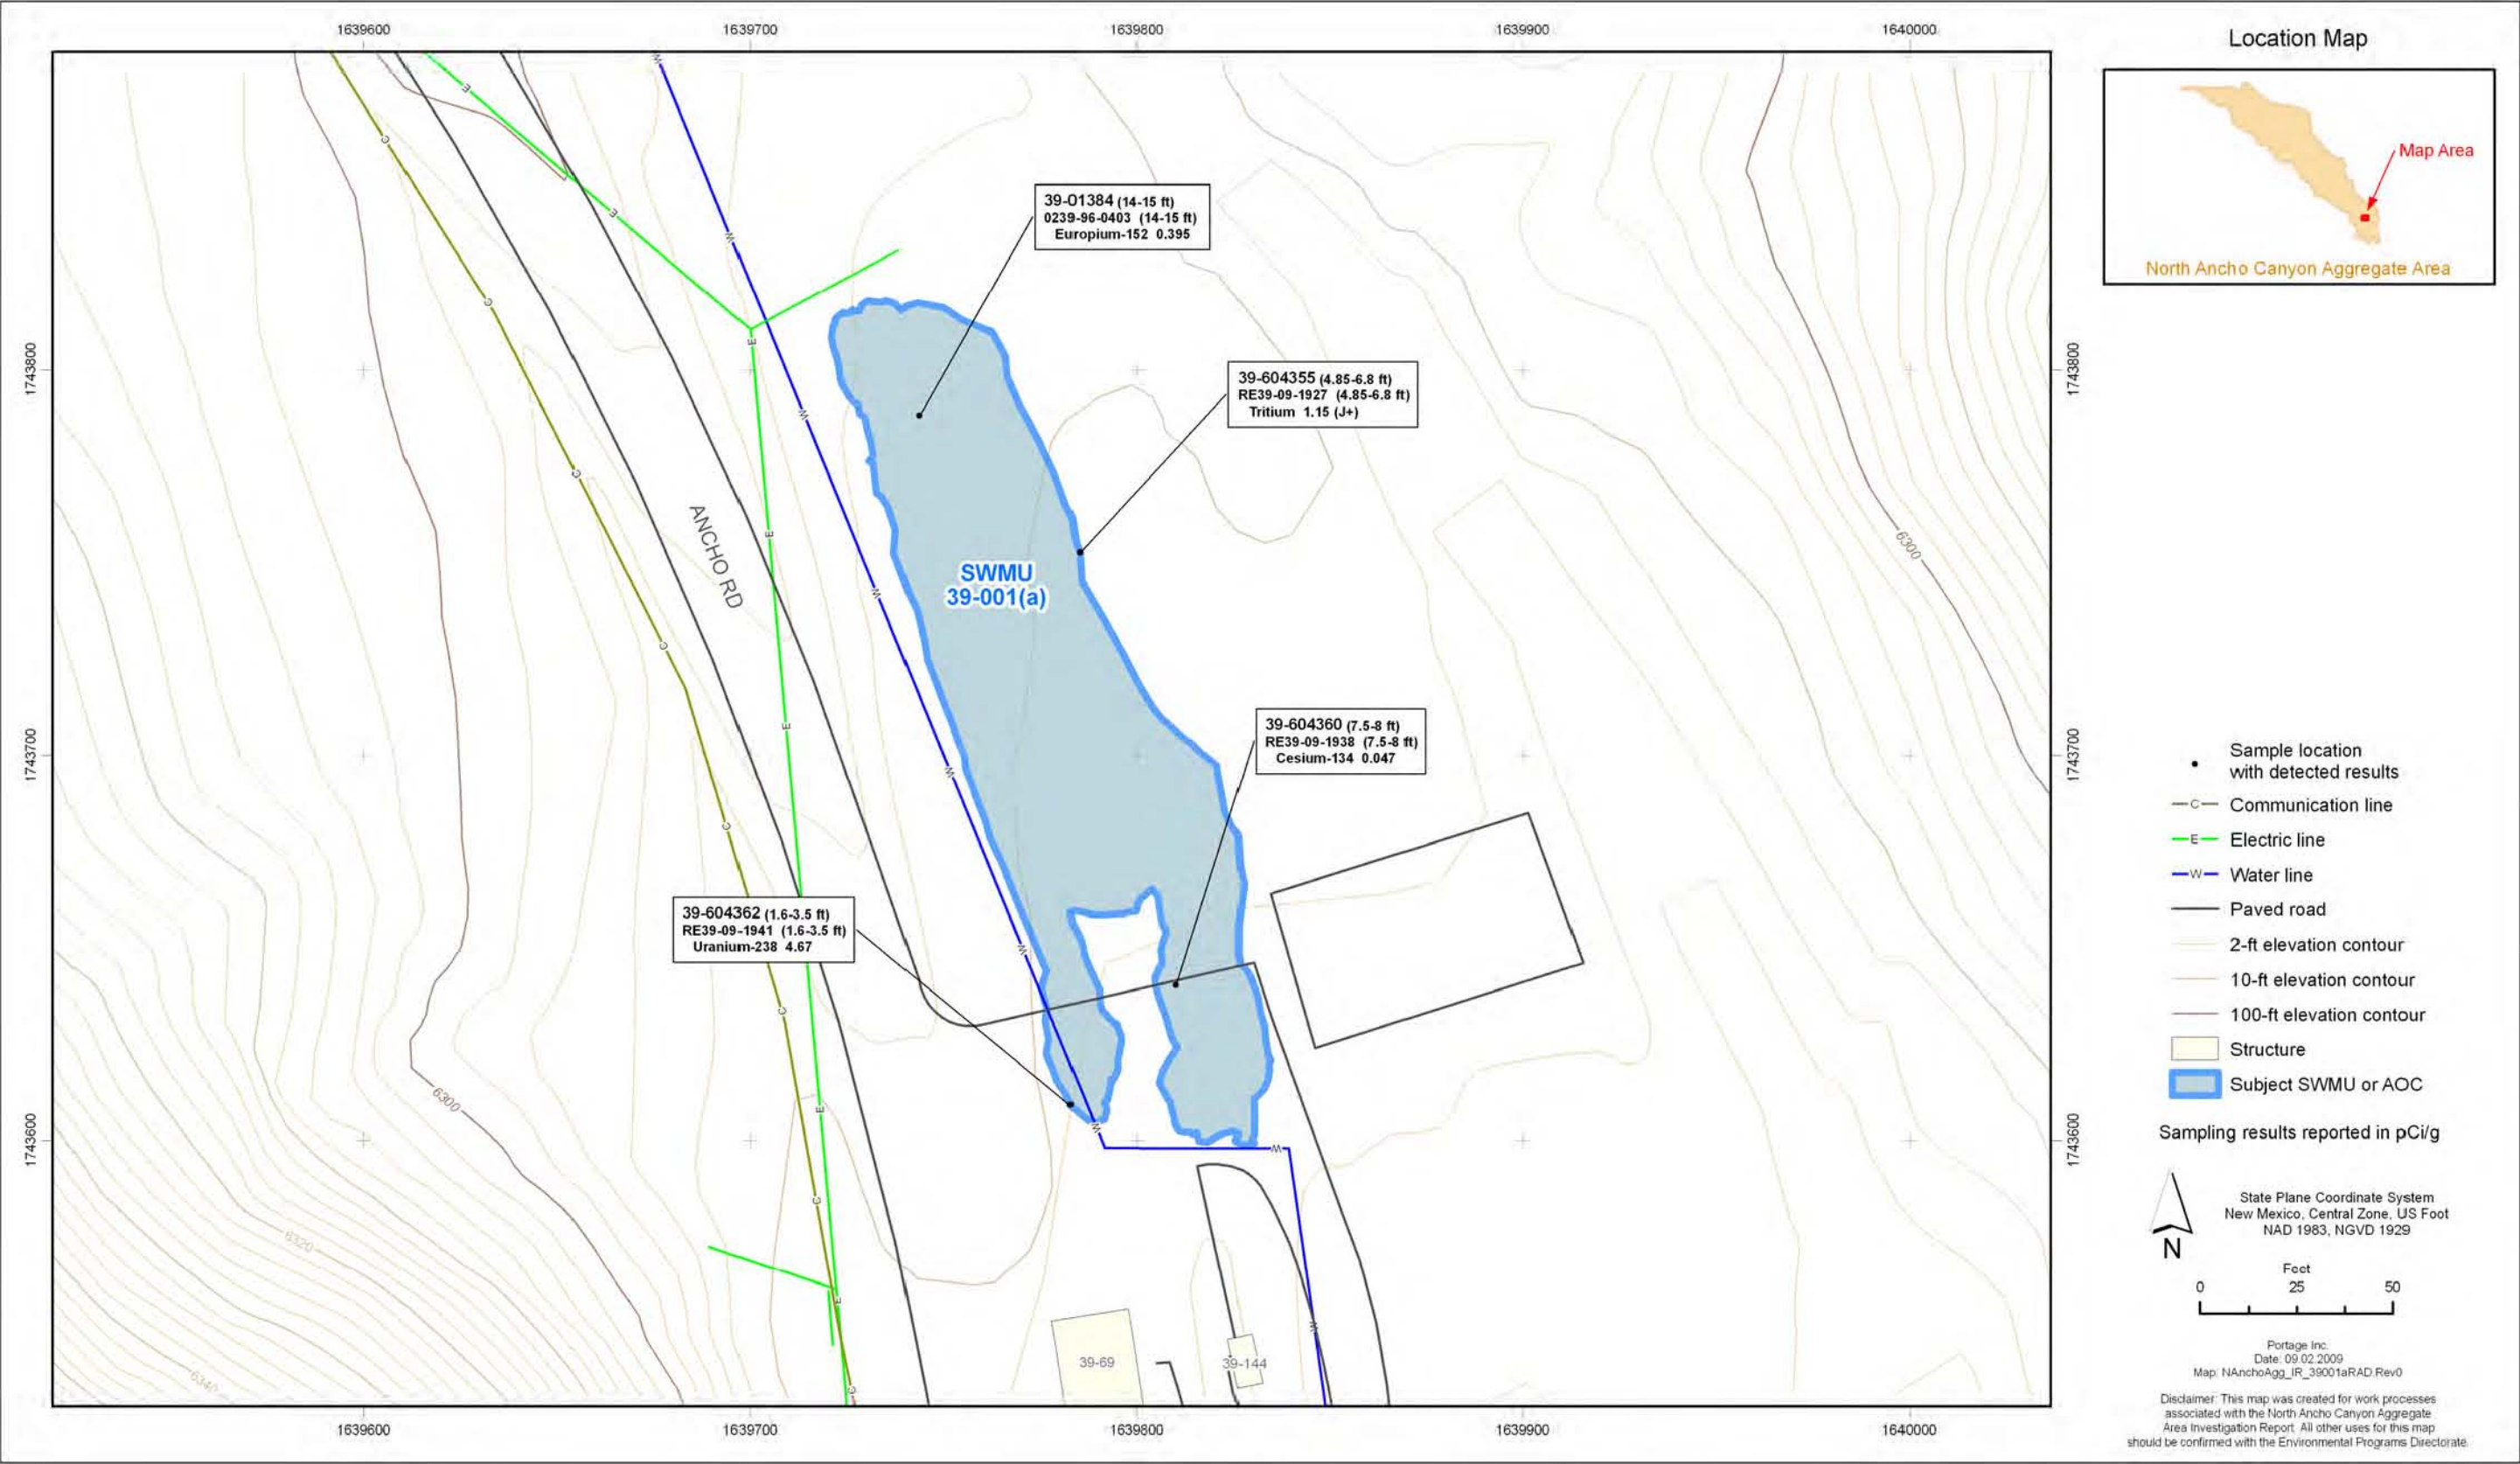 1639600
1639700
1639800
1639900
1640000
Location Map
Map Area
North Ancho Canyon Aggregate Area
1743800
1743800
39-01384 (14-15 ft)
0239-96-0403 (14-15 ft)
Europium-152 0.395
39-604355 (4.85-6.8 ft)
RE39-09-1927 (4.85-6.8 ft)
Tritium 1.15 (J+)
ANCHO RD
SWMU
39-001(a)
6300
1743700
1743700
39-604360 (7.5-8 ft)
RE39-09-1938 (7.5-8 ft)
Cesium-134 0.047
39-604362 (1.6-3.5 ft)
RE39-09-1941 (1.6-3.5 ft)
Uranium-238 4.67
6300
1743600
1743600
6320
6340
39-69
39-144
Sample location
with detected results
C Communication line
E Electric line
W Water line
Paved road
2-ft elevation contour
10-ft elevation contour
100-ft elevation contour
Structure
Subject SWMU or AOC
Sampling results reported in pCi/g
N
State Plane Coordinate System
New Mexico, Central Zone, US Foot
NAD 1983, NGVD 1929
Feet
0 25 50
Portage Inc.
Date: 09.02.2009
Map: NAnchoAgg_IR_39001aRAD.Rev0
Disclaimer: This map was created for work processes
associated with the North Ancho Canyon Aggregate
Area Investigation Report. All other uses for this map
should be confirmed with the Environmental Programs Directorate.
1639600
1639700
1639800
1639900
1640000